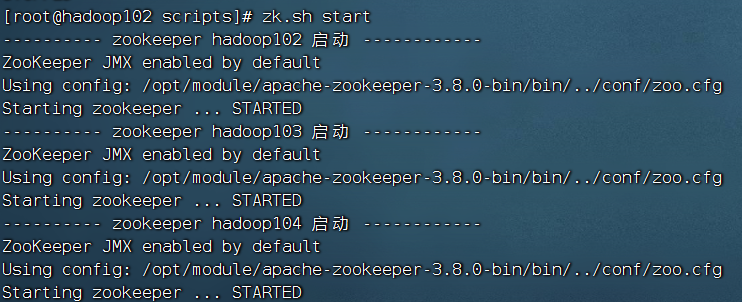 [root@hadoop102 scripts]# zk.sh start
---------- zookeeper hadoop102 启动 ------------
ZooKeeper JMX enabled by default
Using config: /opt/module/apache-zookeeper-3.8.0-bin/bin/../conf/zoo.cfg
Starting zookeeper ... STARTED
---------- zookeeper hadoop103 启动 ------------
ZooKeeper JMX enabled by default
Using config: /opt/module/apache-zookeeper-3.8.0-bin/bin/../conf/zoo.cfg
Starting zookeeper ... STARTED
---------- zookeeper hadoop104 启动 ------------
ZooKeeper JMX enabled by default
Using config: /opt/module/apache-zookeeper-3.8.0-bin/bin/../conf/zoo.cfg
Starting zookeeper ... STARTED